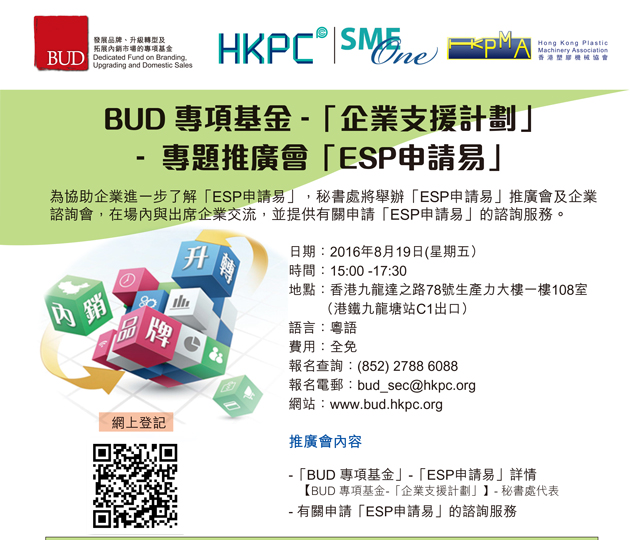 BUD
發展品牌、升級轉型及
拓展內銷市場的專項基金
Dedicated Fund on Branding,
Upgrading and Domestic Sales
HKPC
SME One
HKPMA
Hong Kong Plastic
Machinery Association
香港塑膠機械協會
BUD 專項基金 -「企業支援計劃」
- 專題推廣會「ESP申請易」
為協助企業進一步了解「ESP申請易」，秘書處將舉辦「ESP申請易」推廣會及企業
諮詢會，在場內與出席企業交流，並提供有關申請「ESP申請易」的諮詢服務。
升轉
內銷
品牌
日期：2016年8月19日(星期五）
時間：15:00 -17:30
地點：香港九龍達之路78號生產力大樓一樓108室
（港鐵九龍塘站C1出口）
語言：粵語
費用：全免
報名查詢：(852) 2788 6088
報名電郵：bud_sec@hkpc.org
網站：www.bud.hkpc.org
網上登記
推廣會內容
-「BUD 專項基金」-「ESP申請易」詳情
【BUD 專項基金-「企業支援計劃」】- 秘書處代表
- 有關申請「ESP申請易」的諮詢服務